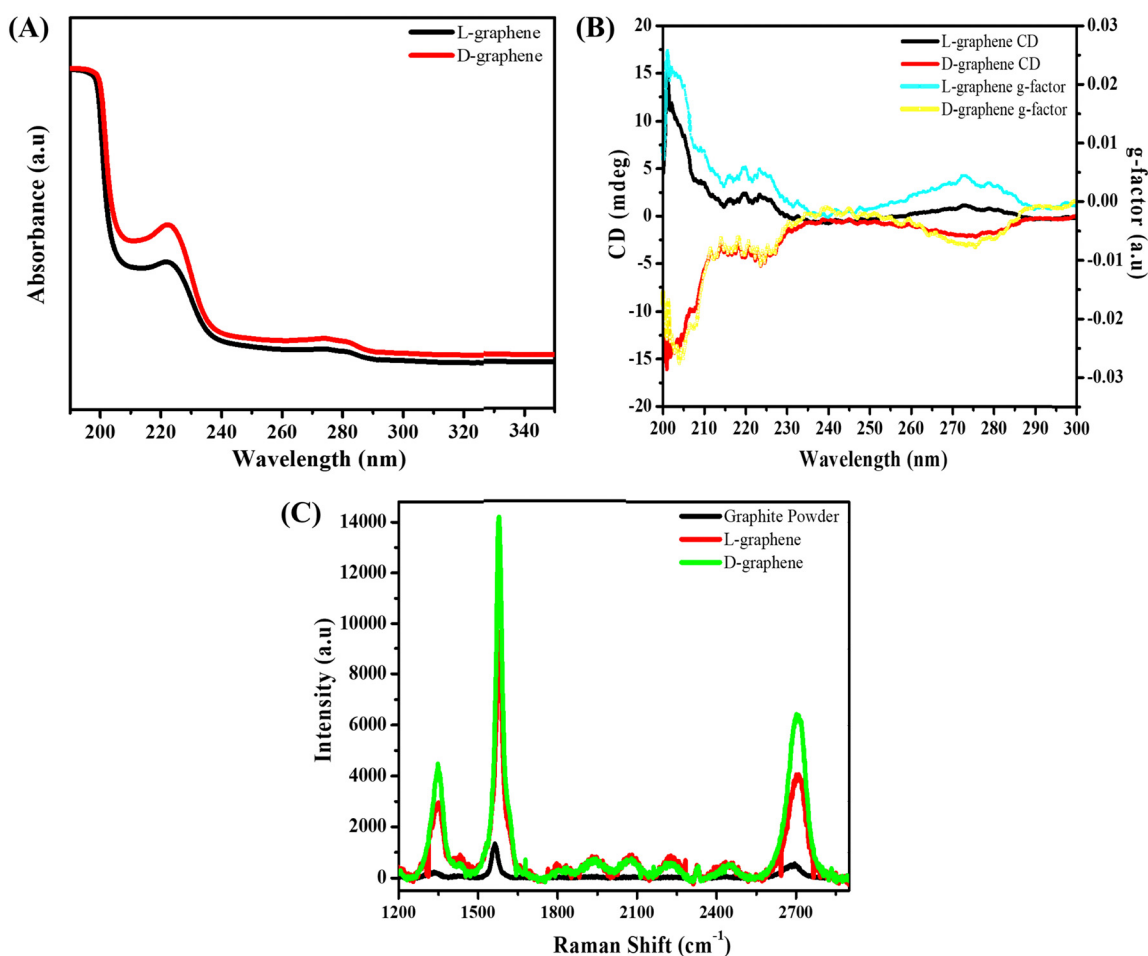 (A)
L-graphene
D-graphene
Absorbance (a.u)
200 220 240 260 280 300 320 340
Wavelength (nm)
(B)
20
15
10
5
0
-5
-10
-15
-20
CD (mdeg)
L-graphene CD
D-graphene CD
L-graphene g-factor
D-graphene g-factor
0.03
0.02
0.01
0.00
-0.01
-0.02
-0.03
g-factor (a.u)
200 210 220 230 240 250 260 270 280 290 300
Wavelength (nm)
(C)
14000
12000
10000
8000
6000
4000
2000
0
Intensity (a.u)
Graphite Powder
L-graphene
D-graphene
1200 1500 1800 2100 2400 2700
Raman Shift (cm⁻¹)